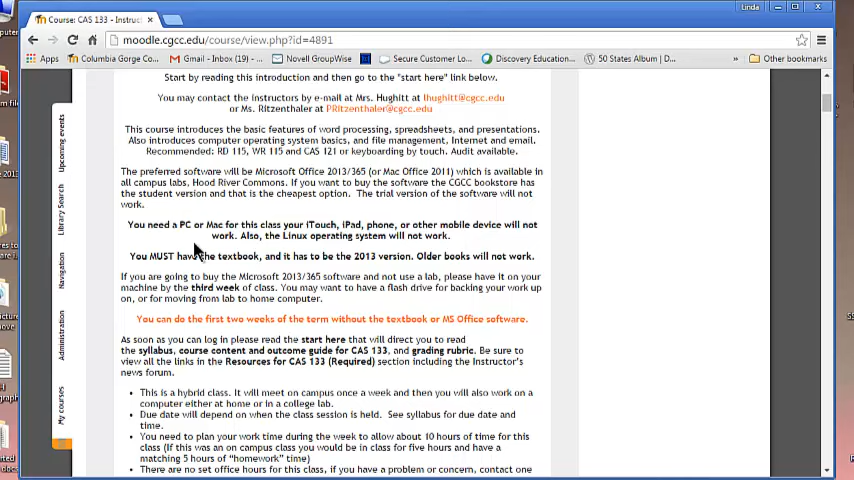 Linda
Course: CAS 133 - Instruct
moodle.cgcc.edu/course/view.php?id=4891
Apps
Columbia Gorge Com...
Gmail - Inbox (19) -...
Novell GroupWise
Secure Customer Lo...
Discovery Education...
50 States Album | D...
»
Other bookmarks
Start by reading this introduction and then go to the "start here" link below.
You may contact the instructors by e-mail at Mrs. Hughitt at lhughitt@cgcc.edu
or Ms. Ritzenthaler at PRitzenthaler@cgcc.edu
This course introduces the basic features of word processing, spreadsheets, and presentations.
Also introduces computer operating system basics, and file management, Internet and email.
Recommended: RD 115, WR 115 and CAS 121 or keyboarding by touch. Audit available.
The preferred software will be Microsoft Office 2013/365 (or Mac Office 2011) which is available in
all campus labs, Hood River Commons. If you want to buy the software the CGCC bookstore has
the student version and that is the cheapest option. The trial version of the software will not
work.
You need a PC or Mac for this class your iTouch, iPad, phone, or other mobile device will not
work. Also, the Linux operating system will not work.
You MUST have the textbook, and it has to be the 2013 version. Older books will not work.
If you are going to buy the Microsoft 2013/365 software and not use a lab, please have it on your
machine by the third week of class. You may want to have a flash drive for backing your work up
on, or for moving from lab to home computer.
You can do the first two weeks of the term without the textbook or MS Office software.
As soon as you can log in please read the start here that will direct you to read
the syllabus, course content and outcome guide for CAS 133, and grading rubric. Be sure to
view all the links in the Resources for CAS 133 (Required) section including the Instructor's
news forum.
• This is a hybrid class. It will meet on campus once a week and then you will also work on a
computer either at home or in a college lab.
• Due date will depend on when the class session is held. See syllabus for due date and
time.
• You need to plan your work time during the week to allow about 10 hours of time for this
class (If this was an on campus class you would be in class for five hours and have a
matching 5 hours of "homework" time)
• There are no set office hours for this class, if you have a problem or concern, contact one
Upcoming events
Library Search
Navigation
Administration
My courses